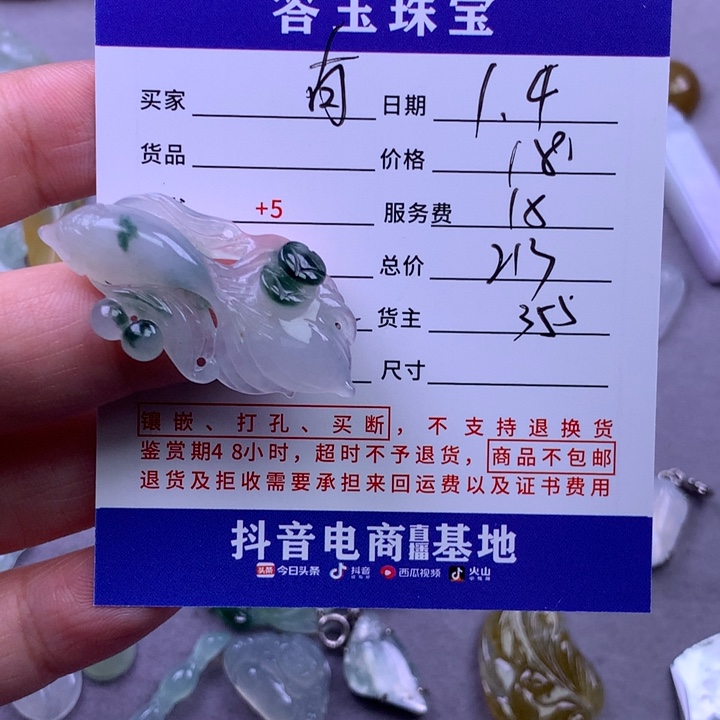 答玉珠宝
买家 日期 1.4
货品 价格 181
+5 服务费 18
总价 213
货主 355
尺寸
镶嵌、打孔、买断，不支持退换货
鉴赏期48小时，超时不予退货，商品不包邮
退货及拒收需要承担来回运费以及证书费用
抖音电商直播基地
头条 今日头条 抖音 西瓜视频 火山